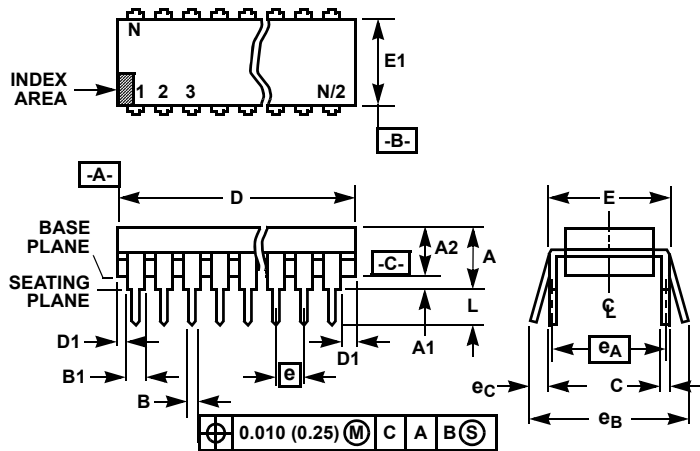 N
E1
INDEX
AREA
1 2 3 N/2
-B-
-A-
D
E
BASE
PLANE
A2
A
-C-
SEATING
PLANE
L
C
L
D1
A1
D1
eA
B1
e
eC
C
B
eB
0.010 (0.25) M C A B S